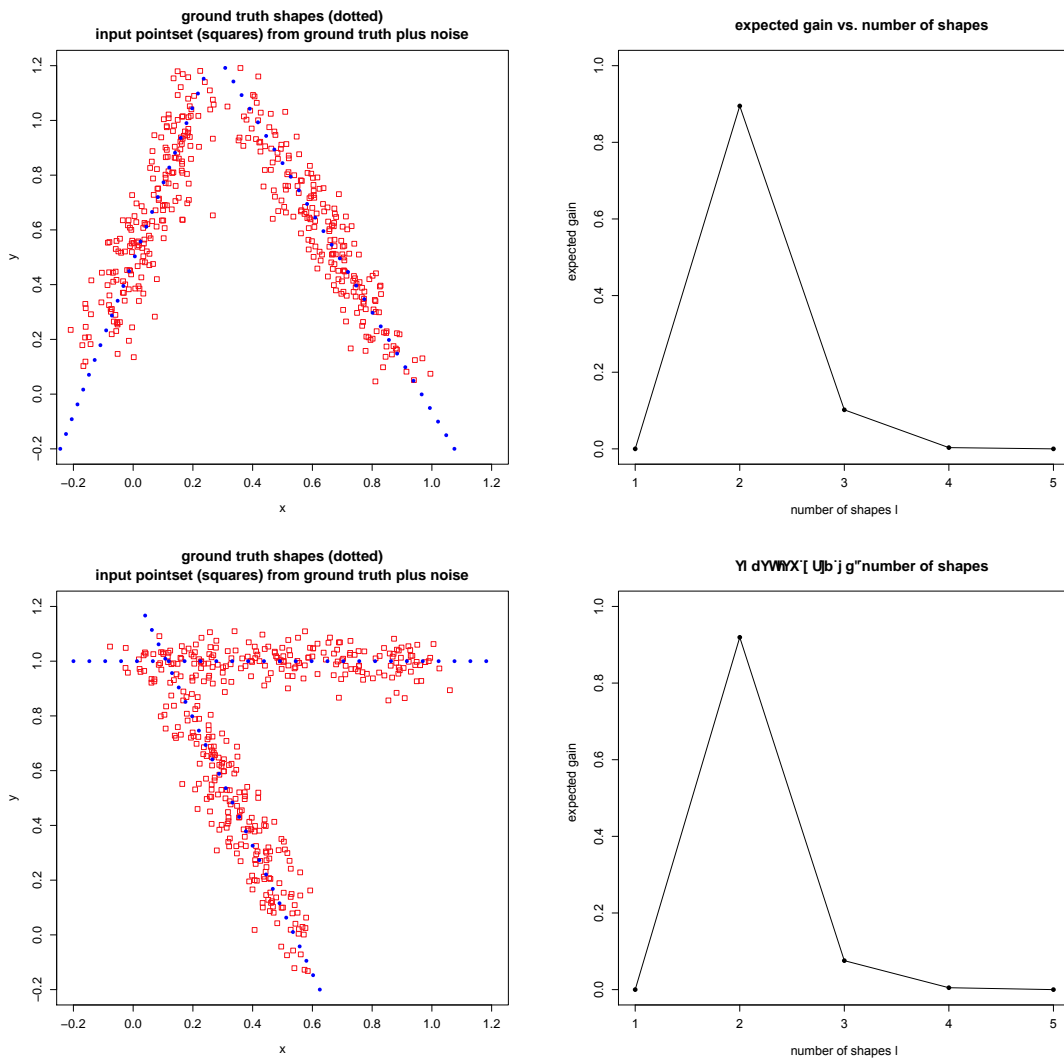 ground truth shapes (dotted)
input pointset (squares) from ground truth plus noise
1.2
1.0
0.8
0.6
0.4
0.2
0.0
−0.2
y
−0.2 0.0 0.2 0.4 0.6 0.8 1.0 1.2
x
expected gain vs. number of shapes
1.0
0.8
0.6
0.4
0.2
0.0
expected gain
1 2 3 4 5
number of shapes l
ground truth shapes (dotted)
input pointset (squares) from ground truth plus noise
1.2
1.0
0.8
0.6
0.4
0.2
0.0
−0.2
y
−0.2 0.0 0.2 0.4 0.6 0.8 1.0 1.2
x
number of shapes
1.0
0.8
0.6
0.4
0.2
0.0
expected gain
1 2 3 4 5
number of shapes l